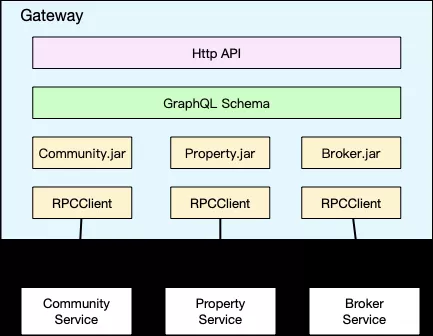 Gateway
Http API
GraphQL Schema
Community.jar
Property.jar
Broker.jar
RPCClient
RPCClient
RPCClient
Community
Service
Property
Service
Broker
Service